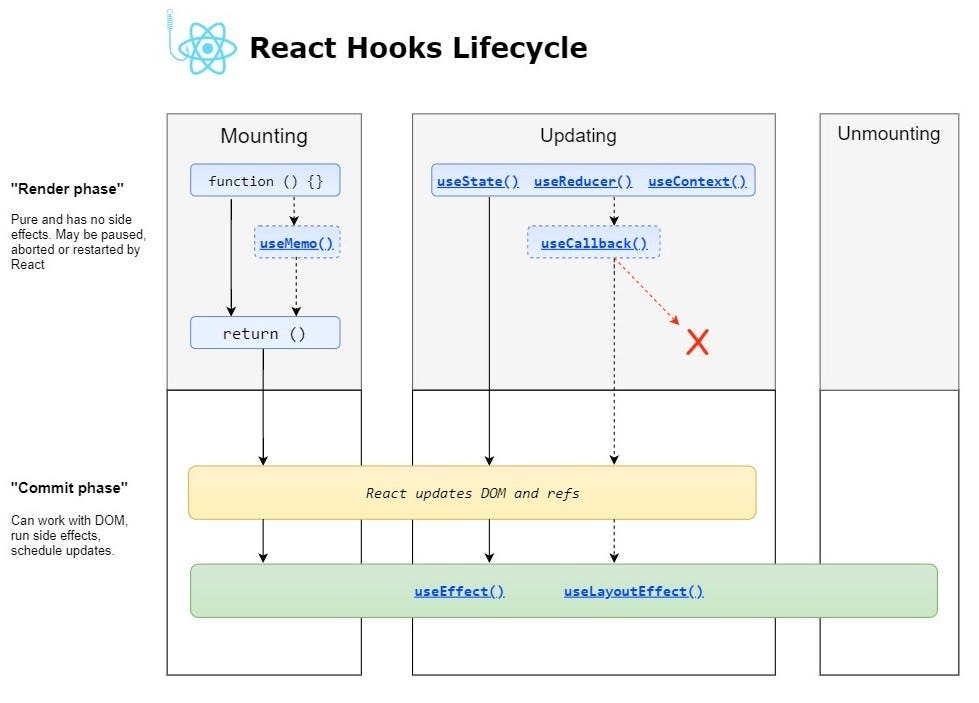 React Hooks Lifecycle
Mounting
Updating
Unmounting
"Render phase"
Pure and has no side
effects. May be paused,
aborted or restarted by
React
function () {}
useMemo()
return ()
useState() useReducer() useContext()
useCallback()
"Commit phase"
Can work with DOM,
run side effects,
schedule updates.
React updates DOM and refs
useEffect() useLayoutEffect()